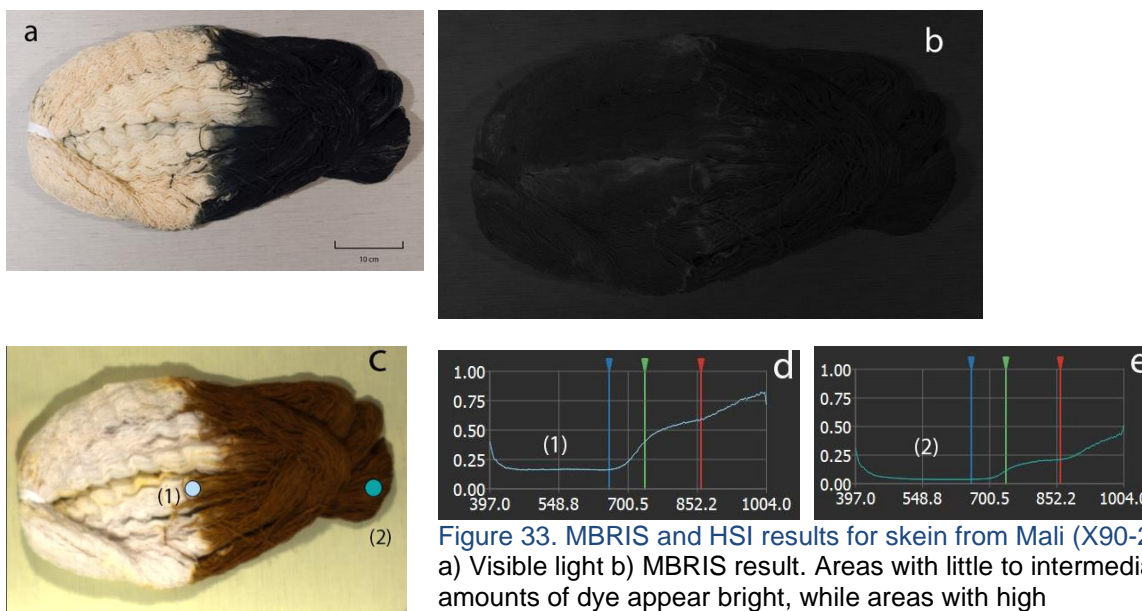 a
10 cm
b
c
(1)
(2)
d
1.00
0.75
0.50
0.25
0.00
(1)
397.0 548.8 700.5 852.2 1004.0
e
1.00
0.75
0.50
0.25
0.00
(2)
397.0 548.8 700.5 852.2 1004.
Figure 33. MBRIS and HSI results for skein from Mali (X90-2
a) Visible light b) MBRIS result. Areas with little to intermedia
amounts of dye appear bright, while areas with high